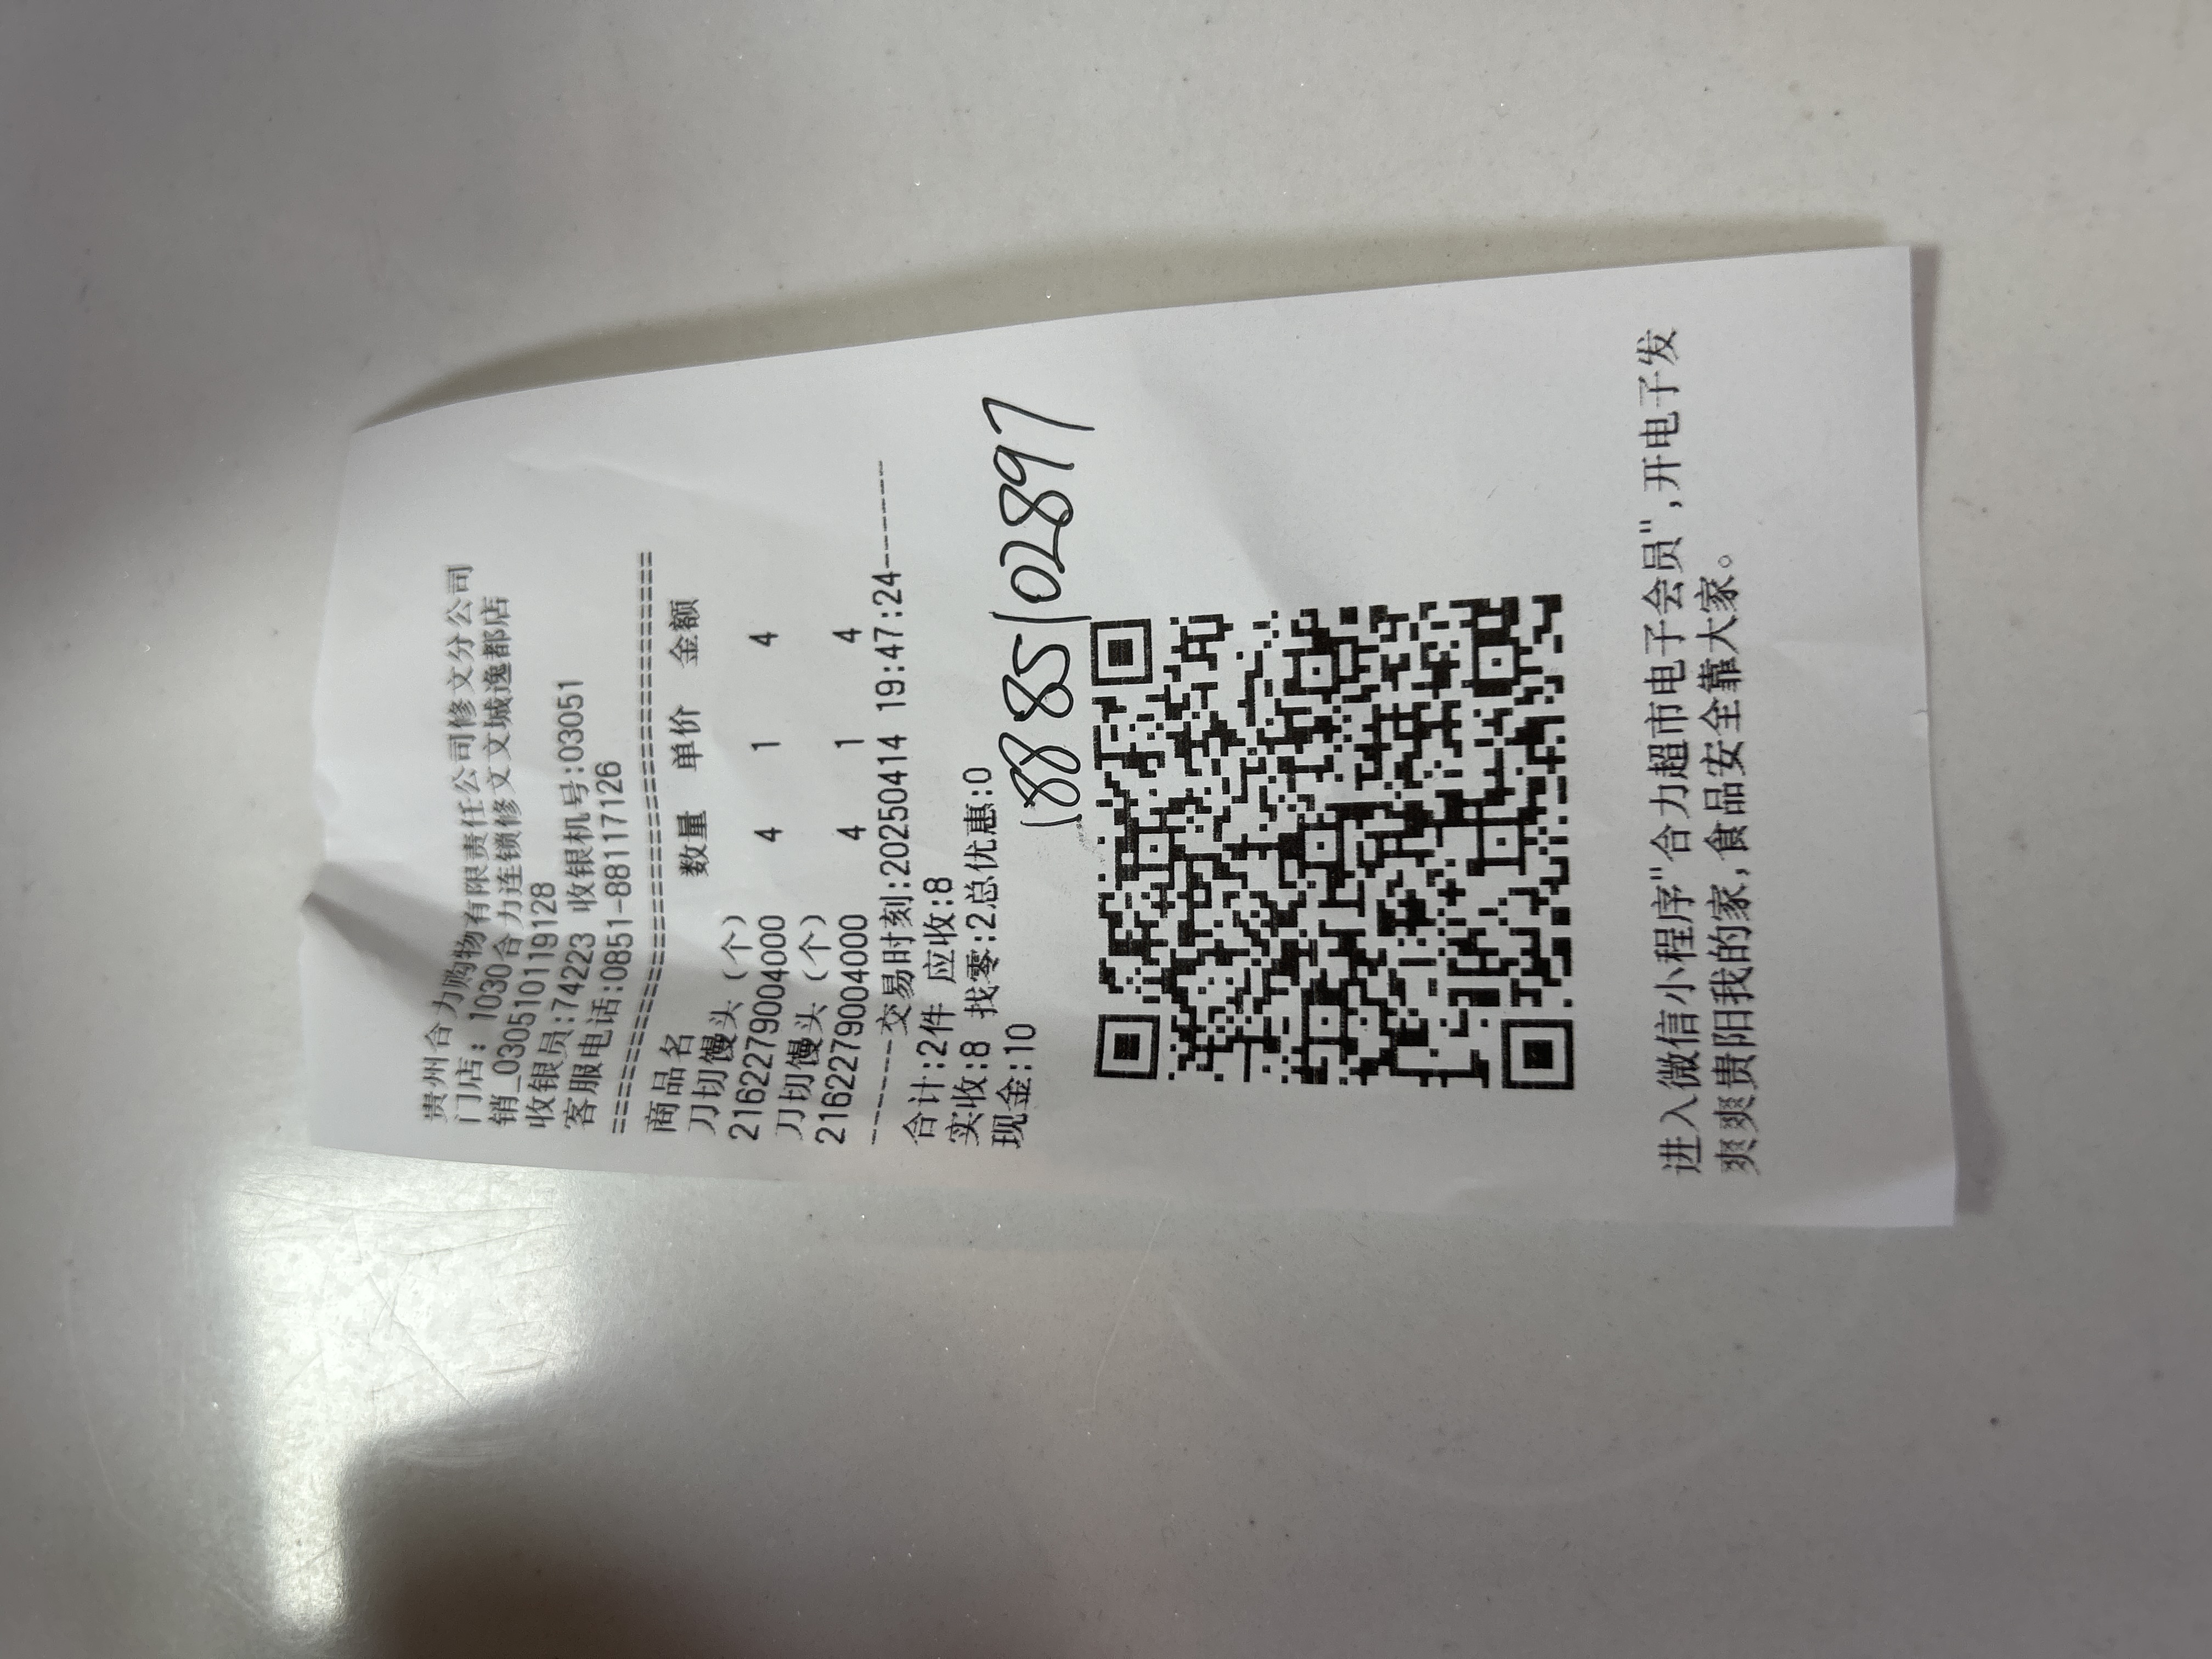 贵州合力购物有限责任公司修文分公司
门店: 1030合力连锁修文文城逸都店
销_03051011 9128
收银员:74223 收银机号:03051
客服电话:0851-88117126
================================
商品名 数量 单价 金额
刀切馒头(个)
2162279004000 4 1 4
刀切馒头(个)
2162279004000 4 1 4
------交易时刻:20250414 19:47:24------
合计:2件 应收:8
实收:8 找零:2总优惠:0
现金:10
18885102897
进入微信小程序"合力超市电子会员",开电子发
爽爽贵阳我的家,食品安全靠大家。